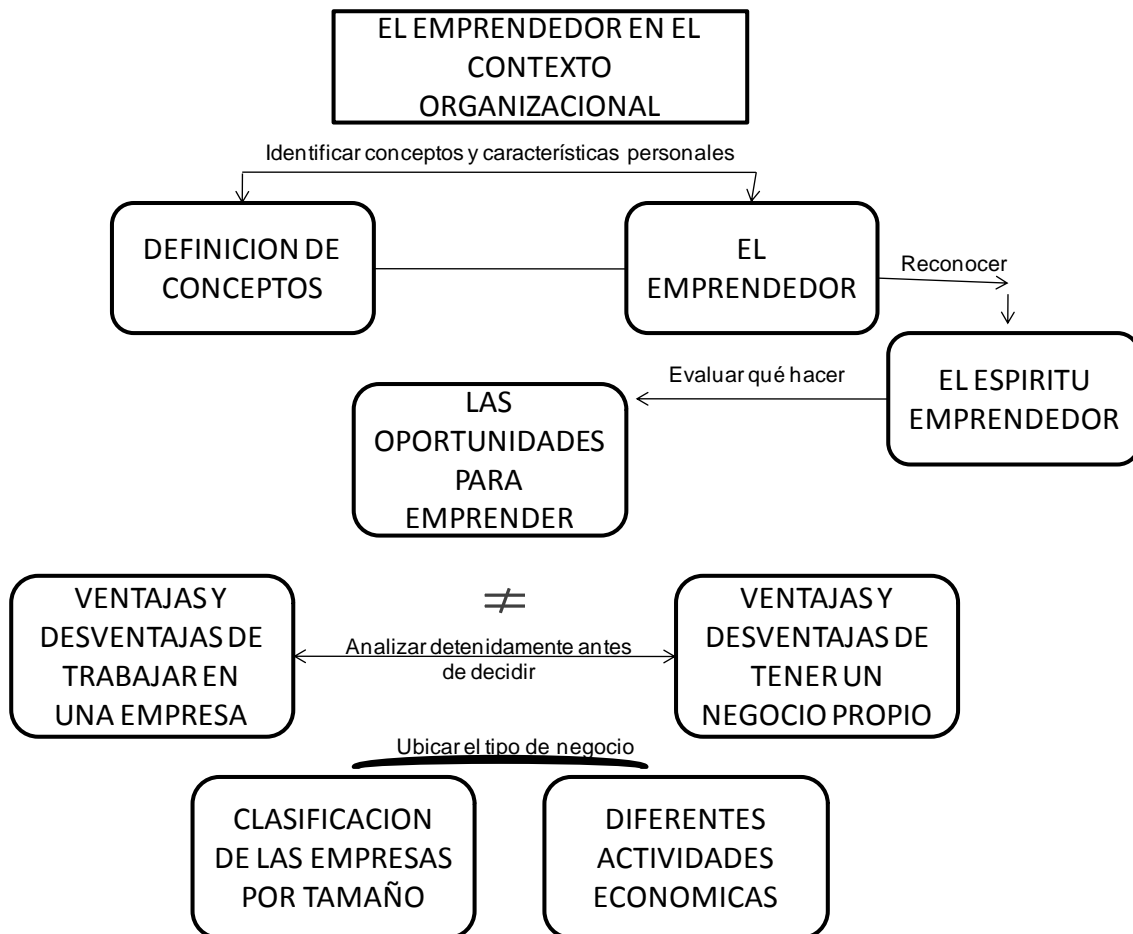 EL EMPRENDEDOR EN EL
CONTEXTO
ORGANIZACIONAL
Identificar conceptos y característícas personales
DEFINICION DE
CONCEPTOS
EL
EMPRENDEDOR
Reconocer
EL ESPIRITU
EMPRENDEDOR
Evaluar qué hacer
LAS
OPORTUNIDADES
PARA
EMPRENDER
VENTAJAS Y
DESVENTAJAS DE
TRABAJAR EN
UNA EMPRESA
≠
Analizar detenidamente antes
de decidir
VENTAJAS Y
DESVENTAJAS DE
TENER UN
NEGOCIO PROPIO
Ubicar el tipo de negocio
CLASIFICACION
DE LAS EMPRESAS
POR TAMAÑO
DIFERENTES
ACTIVIDADES
ECONOMICAS